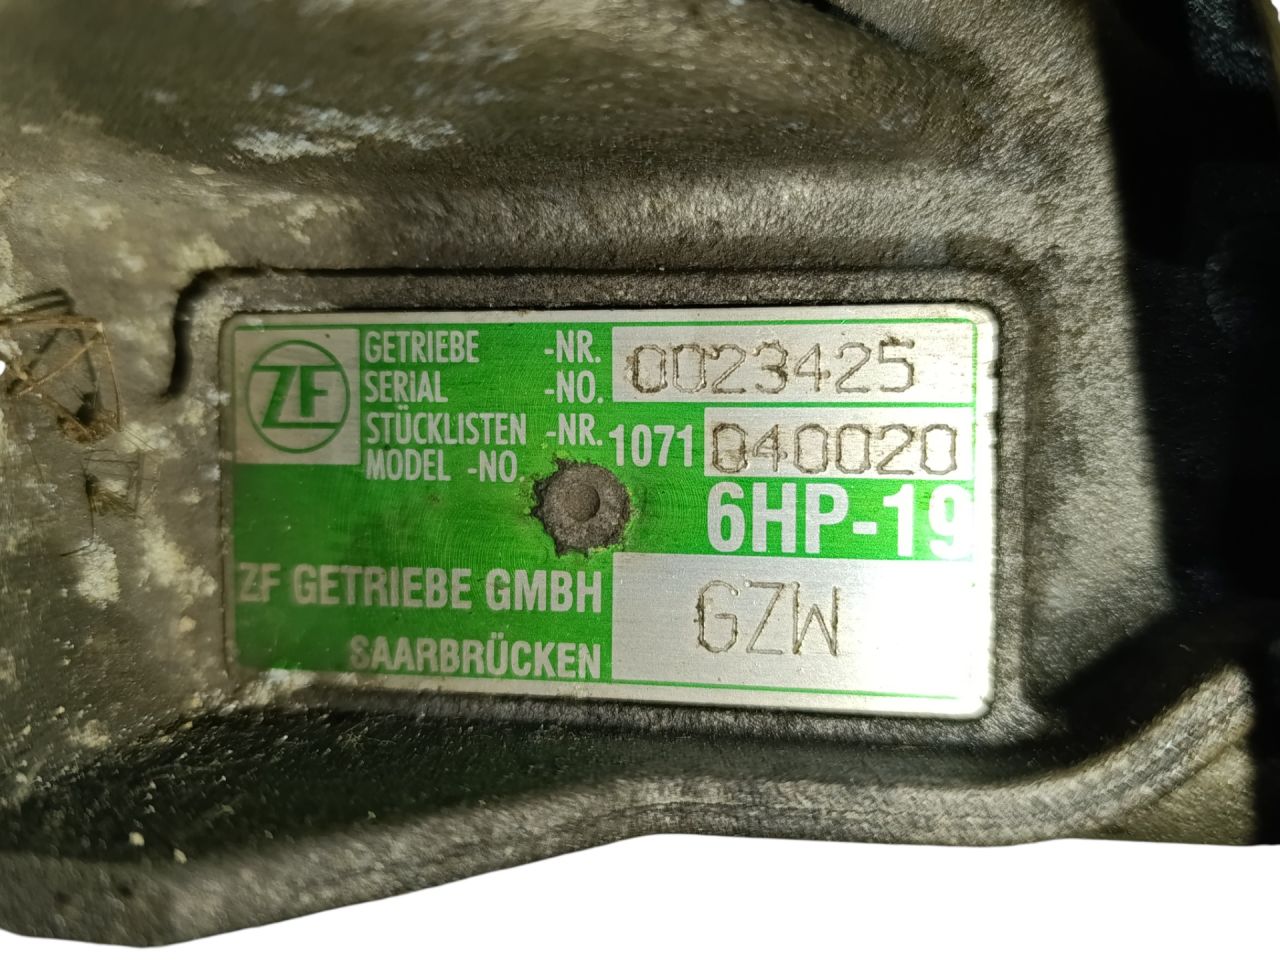 ZF
GETRIEBE -NR. 0023425
SERIAL -NO.
STÜCKLISTEN -NR. 1071 040020
MODEL -NO.
6HP-19
ZF GETRIEBE GMBH
GZW
SAARBRÜCKEN